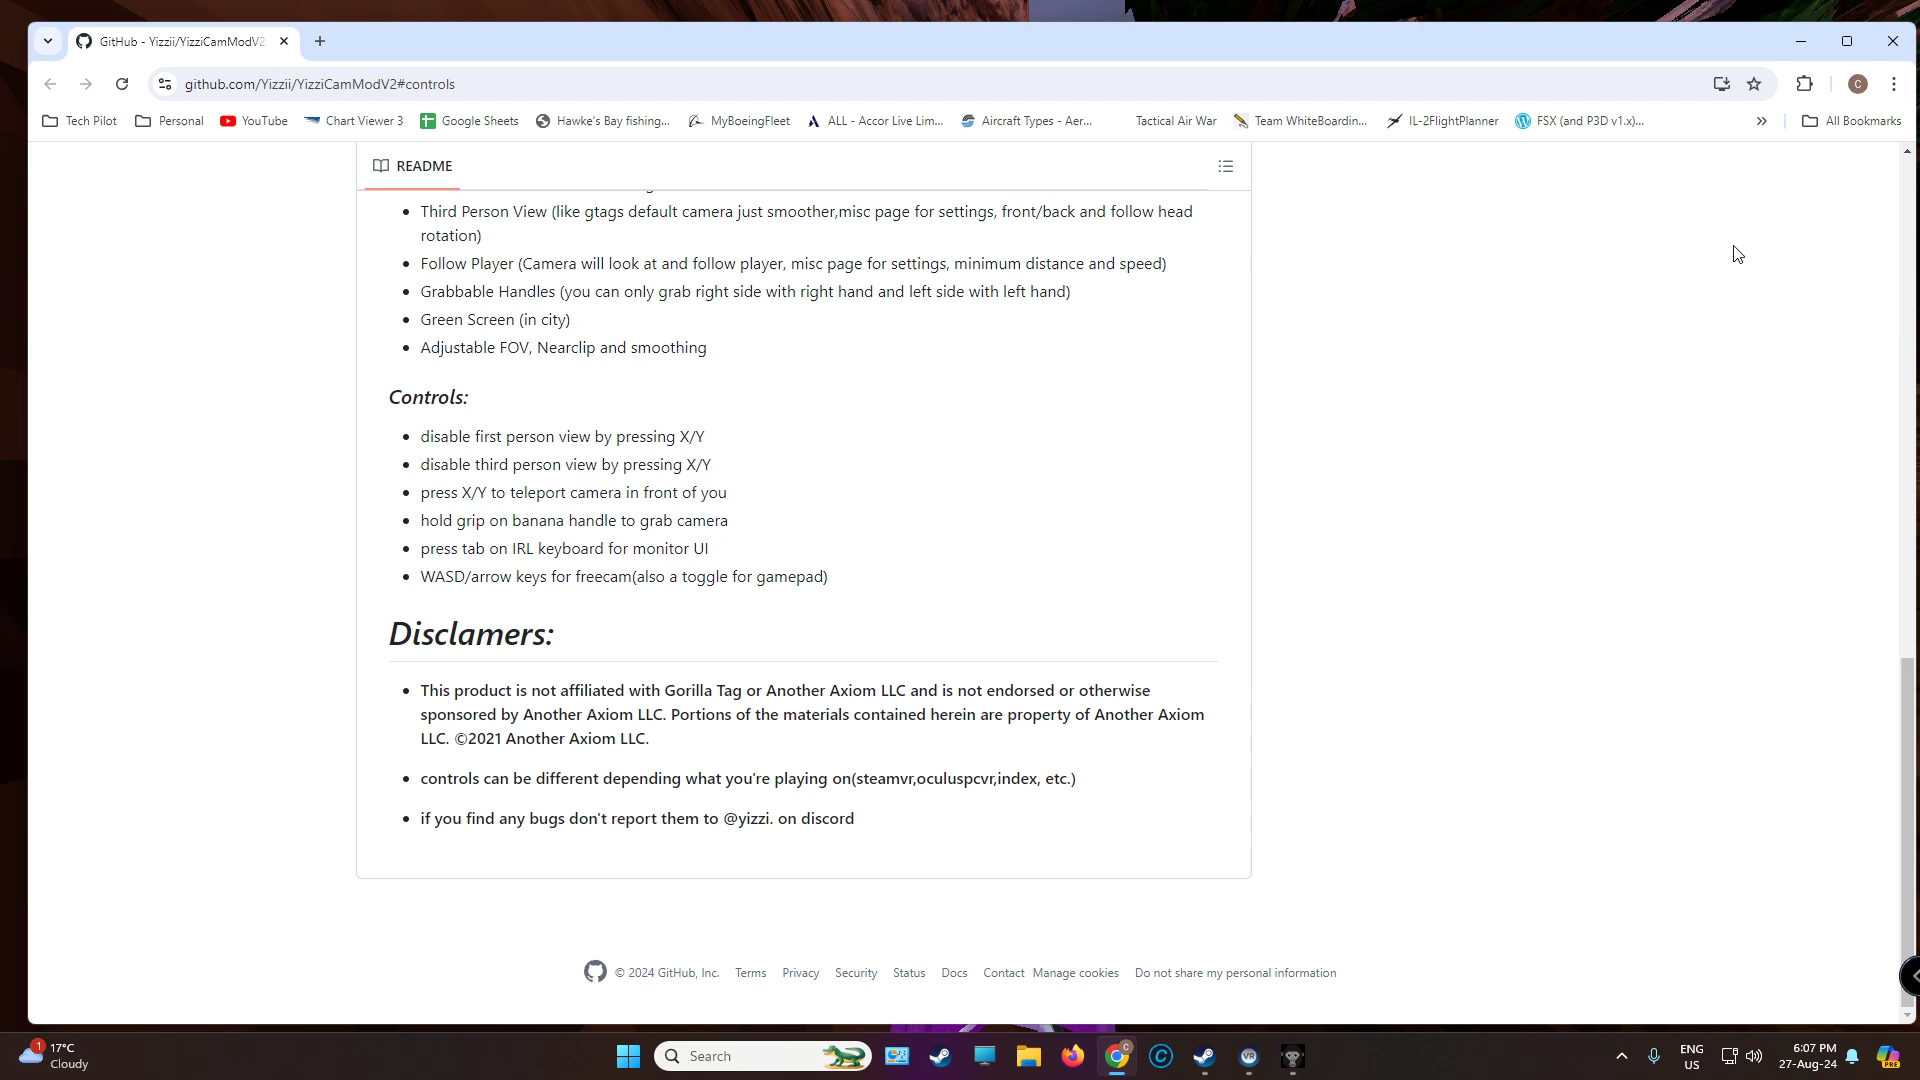 GitHub - Yizzii/YizziCamModV2
github.com/Yizzii/YizziCamModV2#controls
C
Tech Pilot
Personal
YouTube
Chart Viewer 3
Google Sheets
Hawke's Bay fishing...
MyBoeingFleet
ALL - Accor Live Lim...
Aircraft Types - Aer...
Tactical Air War
Team WhiteBoardin...
IL-2FlightPlanner
FSX (and P3D v1.x)...
»
All Bookmarks
README
• Third Person View (like gtags default camera just smoother,misc page for settings, front/back and follow head
rotation)
• Follow Player (Camera will look at and follow player, misc page for settings, minimum distance and speed)
• Grabbable Handles (you can only grab right side with right hand and left side with left hand)
• Green Screen (in city)
• Adjustable FOV, Nearclip and smoothing
Controls:
• disable first person view by pressing X/Y
• disable third person view by pressing X/Y
• press X/Y to teleport camera in front of you
• hold grip on banana handle to grab camera
• press tab on IRL keyboard for monitor UI
• WASD/arrow keys for freecam(also a toggle for gamepad)
Disclamers:
• This product is not affiliated with Gorilla Tag or Another Axiom LLC and is not endorsed or otherwise
sponsored by Another Axiom LLC. Portions of the materials contained herein are property of Another Axiom
LLC. ©2021 Another Axiom LLC.
• controls can be different depending what you're playing on(steamvr,oculuspcvr,index, etc.)
• if you find any bugs don't report them to @yizzi. on discord
© 2024 GitHub, Inc.
Terms
Privacy
Security
Status
Docs
Contact
Manage cookies
Do not share my personal information
1
17°C
Cloudy
Search
C
VR
ENG
US
6:07 PM
27-Aug-24
PRE